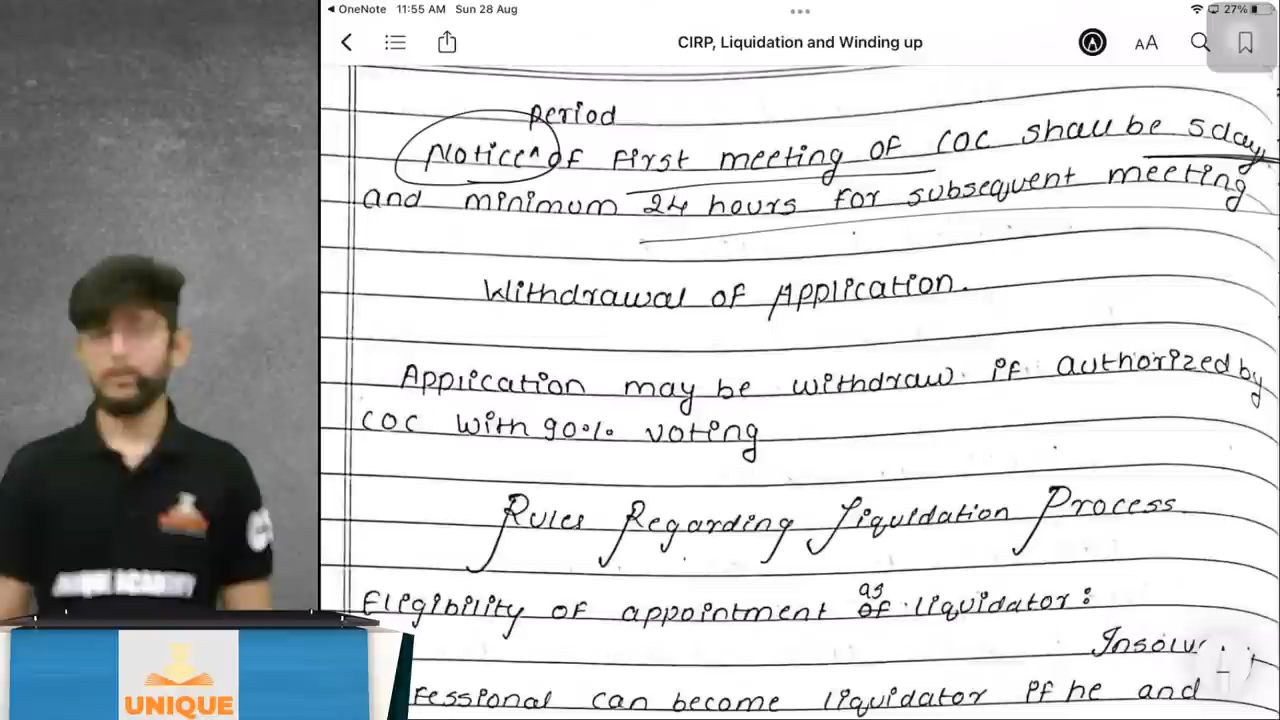 OneNote 11:55 AM Sun 28 Aug
27%
CIRP, Liquidation and Winding up
AA
period
Notice^ of First meeting of COC shall be 5 day
and minimum 24 hours for subsequent meeting
Withdrawal of Application.
Application may be withdraw if authorized by
COC with 90% voting
Rules Regarding Liquidation Process
as
Eligibility of appointment of liquidator:
Insolv
fessional can become liquidator if he and
UNIQUE